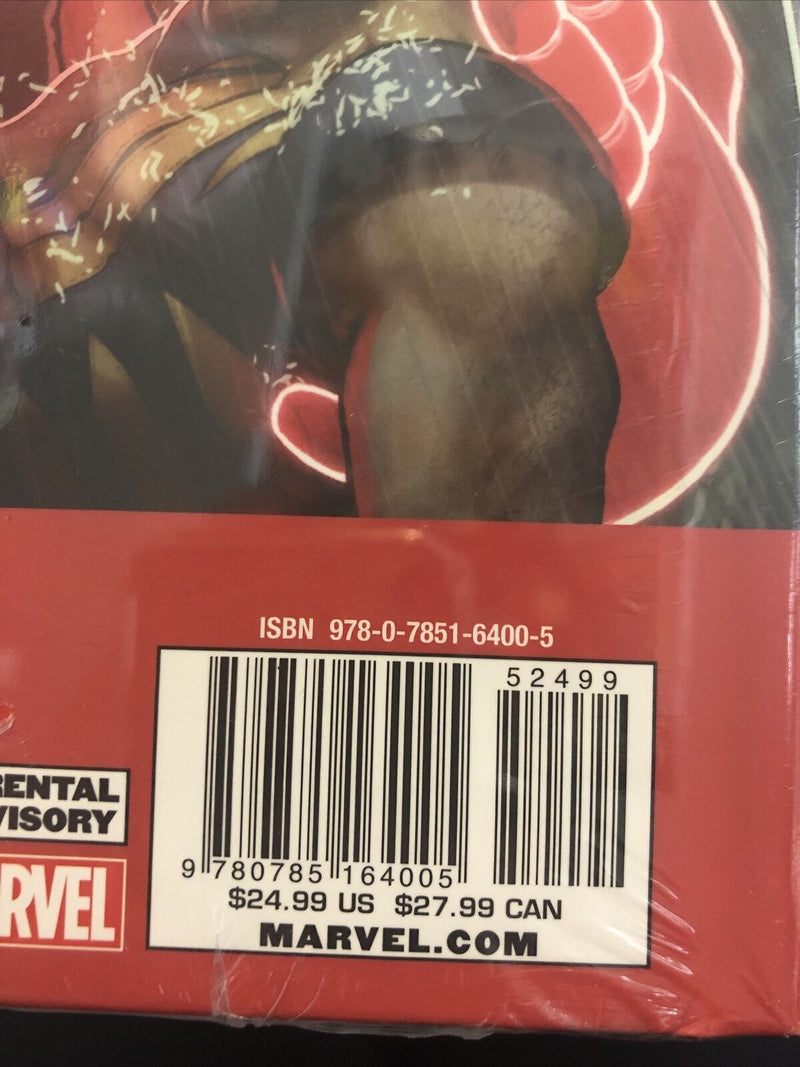 ISBN 978-0-7851-6400-5
52499
RENTAL
VISORY
9 780785 164005
$24.99 US $27.99 CAN
RVEL
MARVEL.COM